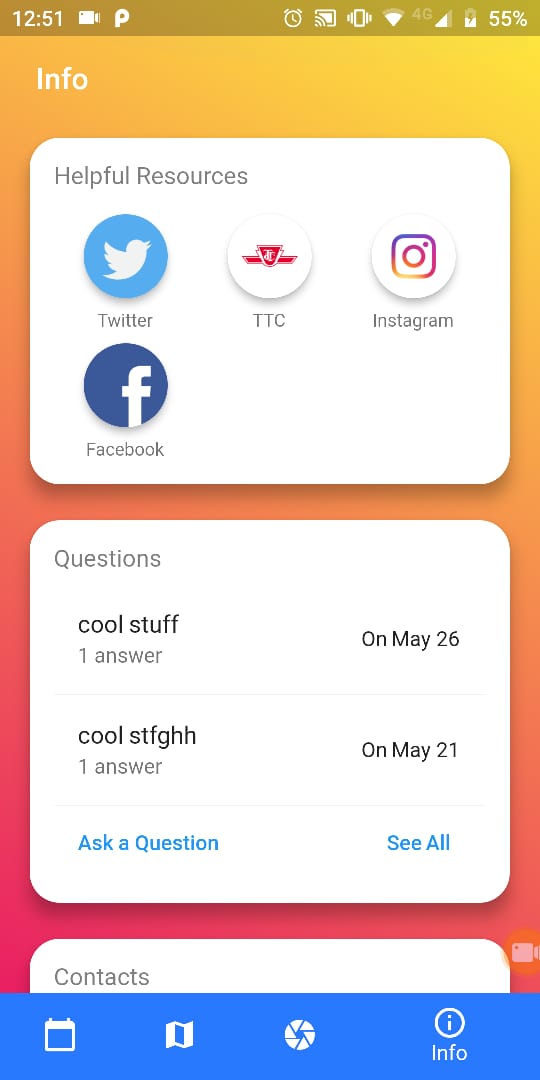 12:51 4G 55%
Info
Helpful Resources
Twitter TTC Instagram
Facebook
Questions
cool stuff
1 answer
On May 26
cool stfghh
1 answer
On May 21
Ask a Question See All
Contacts
Info